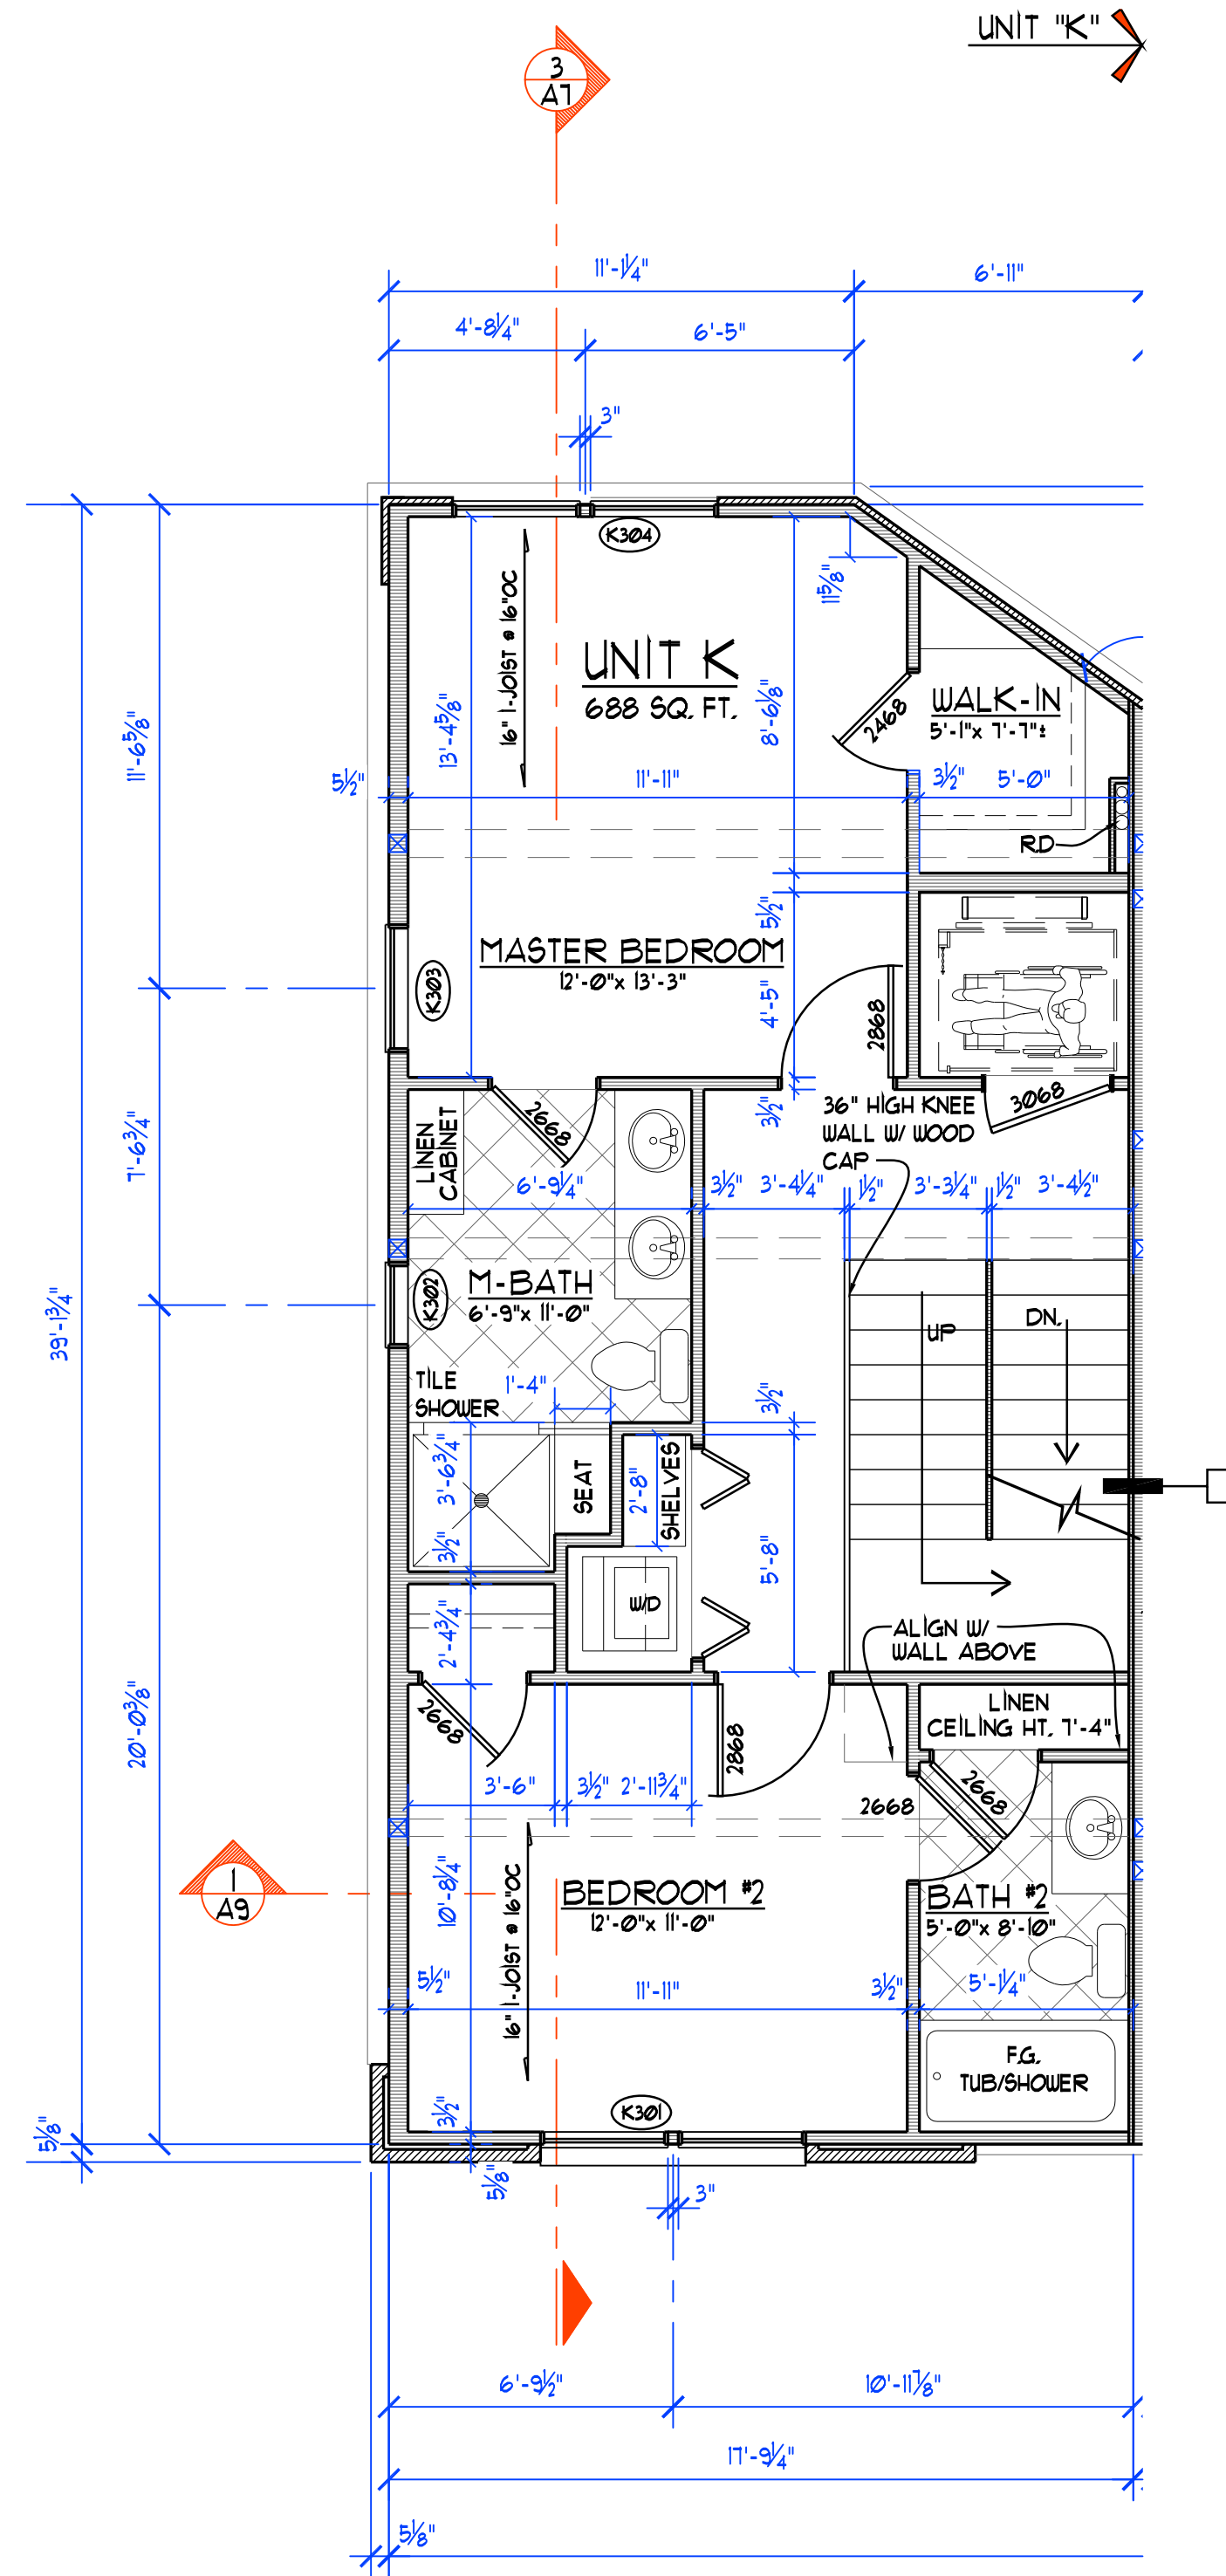 UNIT "K"
3
A7
11'-1¼"
6'-11"
4'-8¼"
6'-5"
3"
K304
16" I-JOIST @ 16"OC
11⅝"
UNIT K
688 SQ. FT.
WALK-IN
5'-1"x 7'-7"±
2468
8'-6⅛"
13'-4⅝"
11'-6⅝"
5½"
11'-11"
3½"
5'-0"
RD
5½"
MASTER BEDROOM
12'-0"x 13'-3"
K303
4'-5"
2868
3½"
36" HIGH KNEE
WALL W/ WOOD
CAP
3068
LINEN
CABINET
2668
7'-6¾"
6'-9¼"
3½"
3'-4¼"
1½"
3'-3¼"
1½"
3'-4½"
M-BATH
6'-9"x 11'-0"
K302
39'-1¾"
UP
DN.
TILE
SHOWER
1'-4"
3½"
3'-6¾"
SEAT
2'-8"
SHELVES
3½"
5'-8"
W/D
2'-4¾"
ALIGN W/
WALL ABOVE
LINEN
CEILING HT. 7'-4"
20'-0⅜"
2668
2868
3'-6"
3½"
2'-11¾"
2668
2668
1
A9
10'-8¼"
16" I-JOIST @ 16"OC
BEDROOM #2
12'-0"x 11'-0"
BATH #2
5'-0"x 8'-10"
5½"
11'-11"
3½"
5'-1¼"
F.G.
TUB/SHOWER
K301
3½"
5⅛"
5⅛"
3"
6'-9½"
10'-11⅞"
17'-9¼"
5⅛"